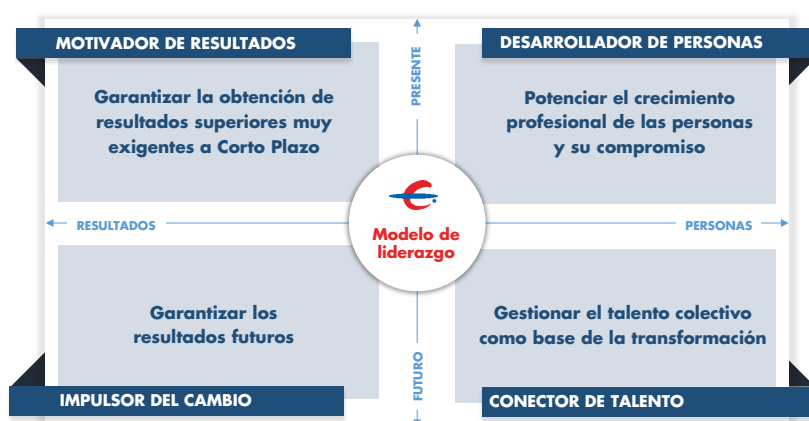 MOTIVADOR DE RESULTADOS
DESARROLLADOR DE PERSONAS
PRESENTE
Garantizar la obtención de
resultados superiores muy
exigentes a Corto Plazo
Potenciar el crecimiento
profesional de las personas
y su compromiso
RESULTADOS
PERSONAS
Modelo de
liderazgo
Garantizar los
resultados futuros
Gestionar el talento colectivo
como base de la transformación
FUTURO
IMPULSOR DEL CAMBIO
CONECTOR DE TALENTO